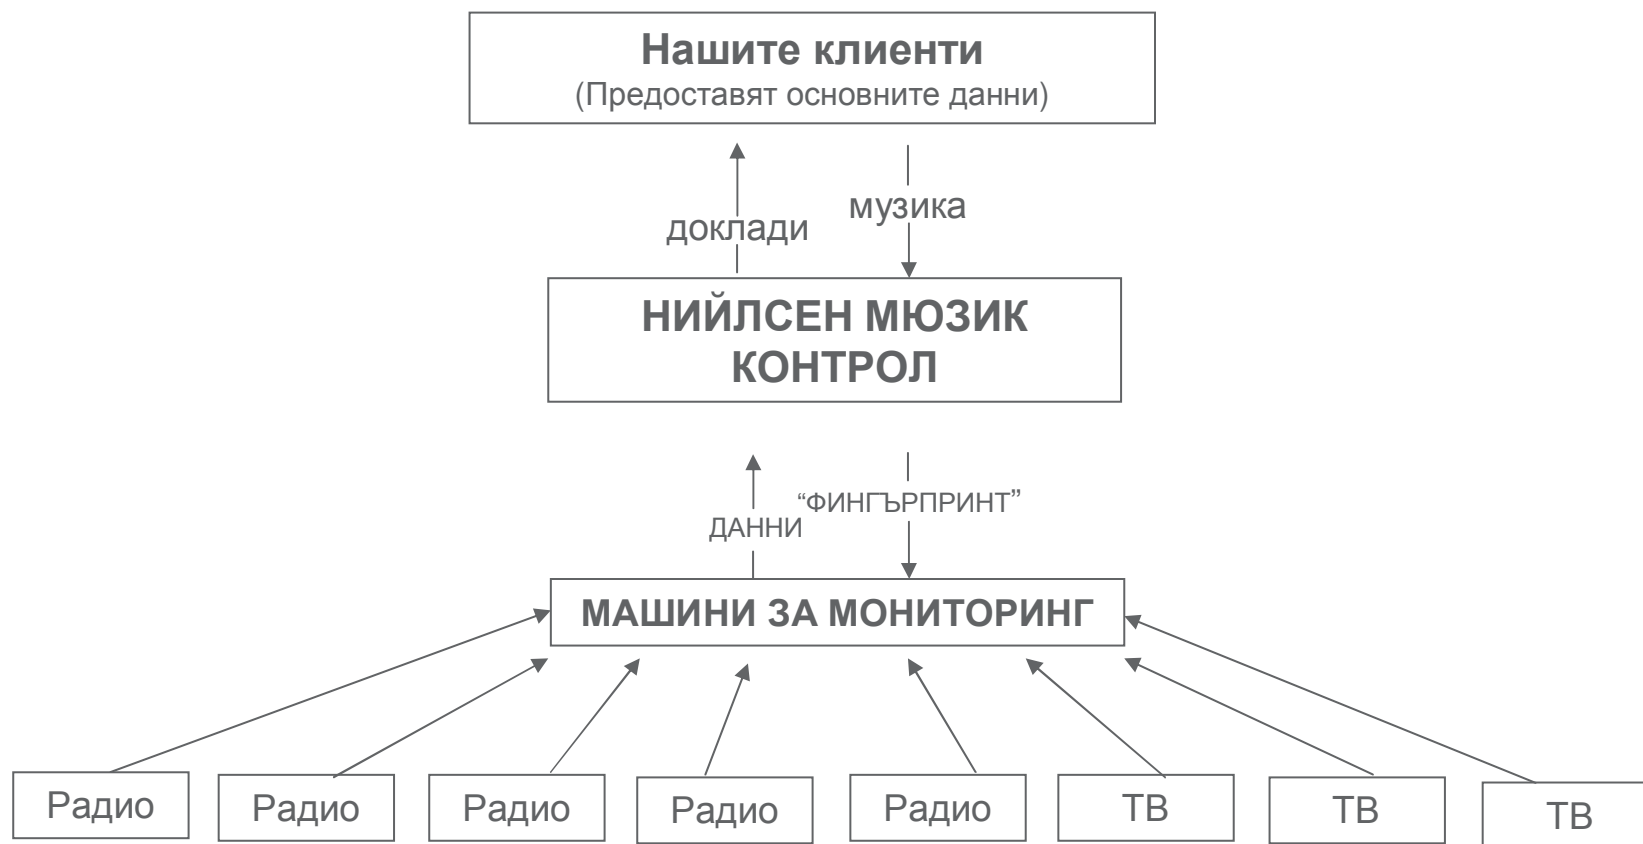 Нашите клиенти
(Предоставят основните данни)
музика
доклади
НИЙЛСЕН МЮЗИК
КОНТРОЛ
“ФИНГЪРПРИНТ”
ДАННИ
МАШИНИ ЗА МОНИТОРИНГ
Радио
Радио
Радио
Радио
Радио
ТВ
ТВ
ТВ